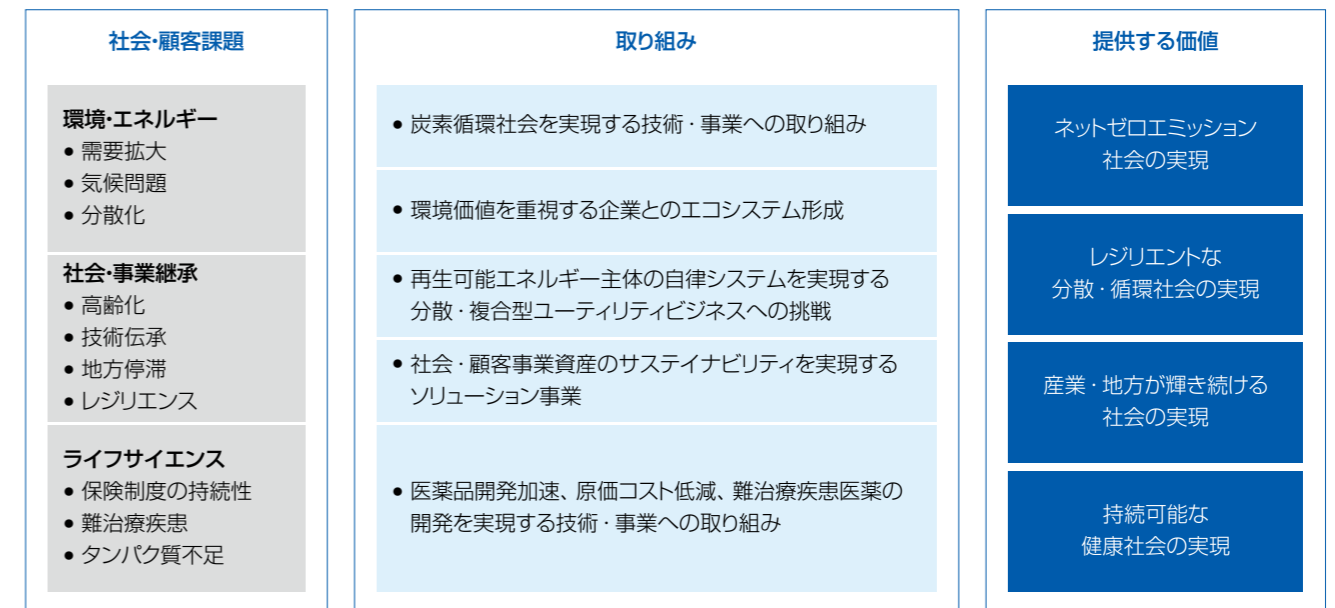 社会・顧客課題
環境・エネルギー
• 需要拡大
• 気候問題
• 分散化
社会・事業継承
• 高齢化
• 技術伝承
• 地方停滞
• レジリエンス
ライフサイエンス
• 保険制度の持続性
• 難治療疾患
• タンパク質不足
取り組み
• 炭素循環社会を実現する技術・事業への取り組み
• 環境価値を重視する企業とのエコシステム形成
• 再生可能エネルギー主体の自律システムを実現する
分散・複合型ユーティリティビジネスへの挑戦
• 社会・顧客事業資産のサステイナビリティを実現する
ソリューション事業
• 医薬品開発加速、原価コスト低減、難治療疾患医薬の
開発を実現する技術・事業への取り組み
提供する価値
ネットゼロエミッション
社会の実現
レジリエントな
分散・循環社会の実現
産業・地方が輝き続ける
社会の実現
持続可能な
健康社会の実現